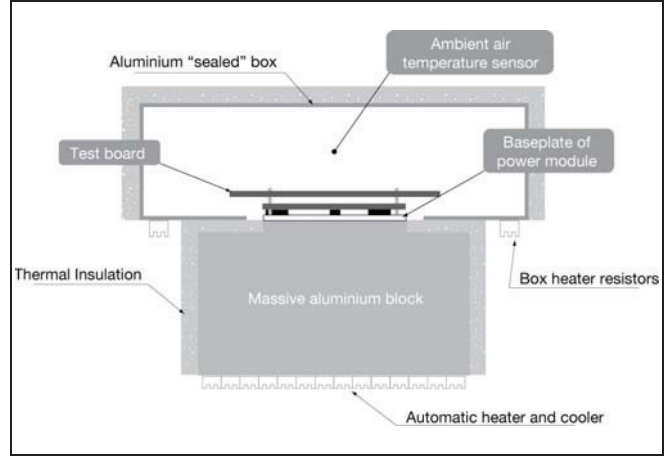 Ambient air
temperature sensor
Aluminium “sealed” box
Test board
Baseplate of
power module
Thermal Insulation
Box heater resistors
Massive aluminium block
Automatic heater and cooler